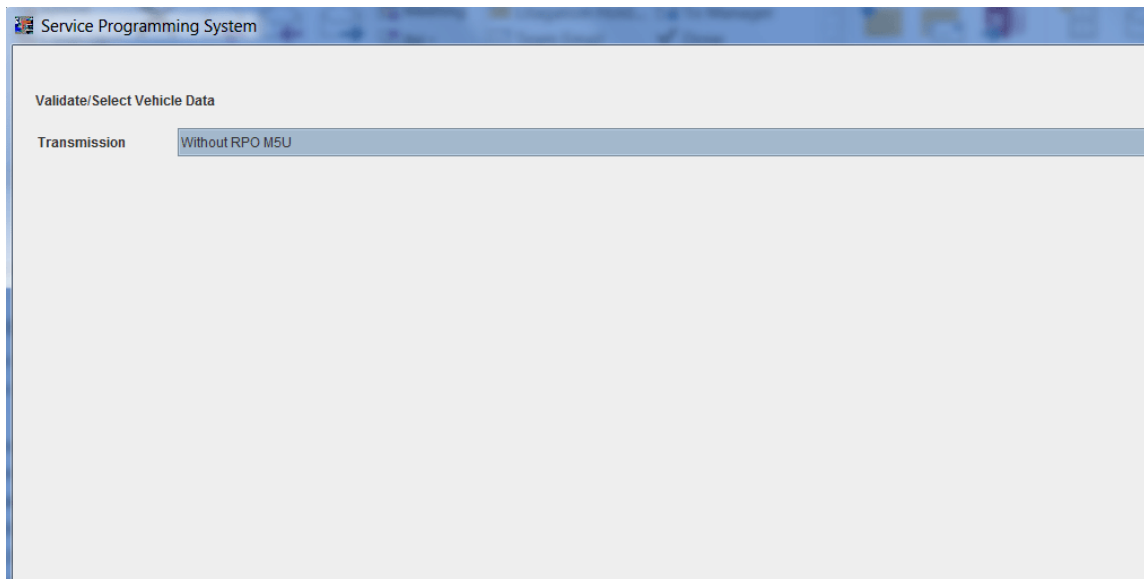 Service Programming System
Validate/Select Vehicle Data
Transmission Without RPO M5U